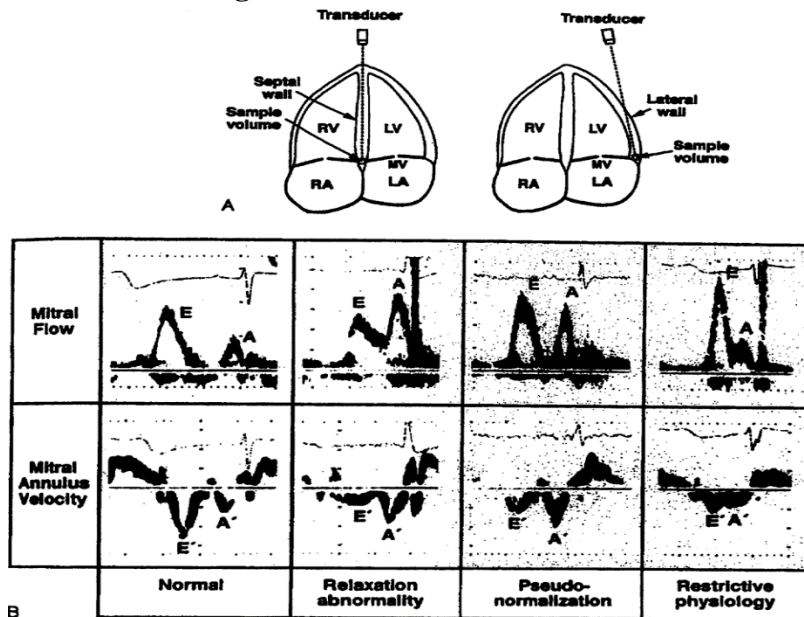 Transducer
Transducer
Septal
wall
Sample
volume
Lateral
wall
Sample
volume
RV
LV
MV
RA
LA
RV
LV
MV
RA
LA
A
Mitral
Flow
E
A
E
A
E
A
E
A
Mitral
Annulus
Velocity
E´
A´
E´
A´
E´
A´
E´
A´
Normal
Relaxation
abnormality
Pseudo-
normalization
Restrictive
physiology
B